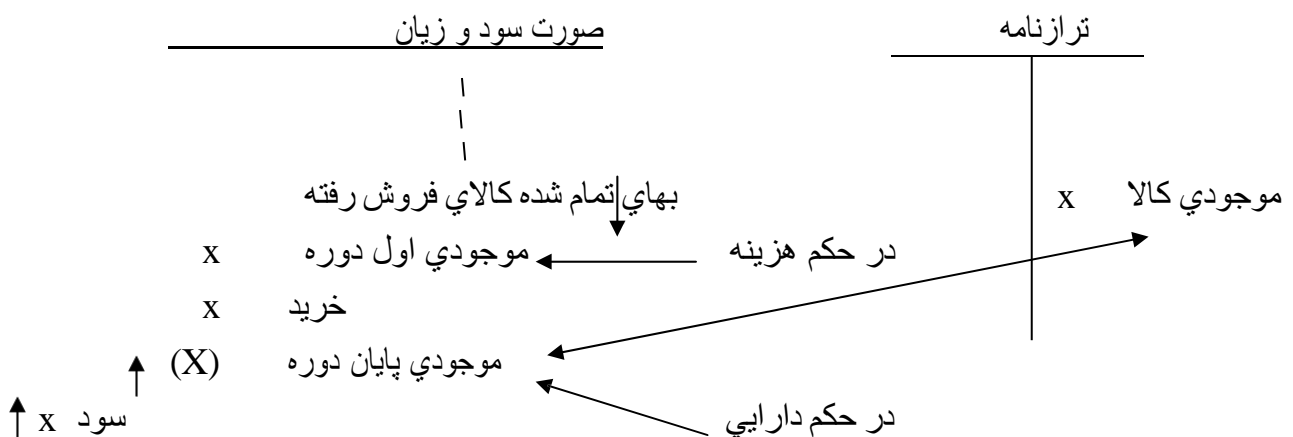 ترازنامه
صورت سود و زيان
بهاي تمام شده كالاي فروش رفته
موجودي كالا x
در حكم هزينه
موجودي اول دوره x
خريد x
موجودي پايان دوره (X)
در حكم دارايي
سود x